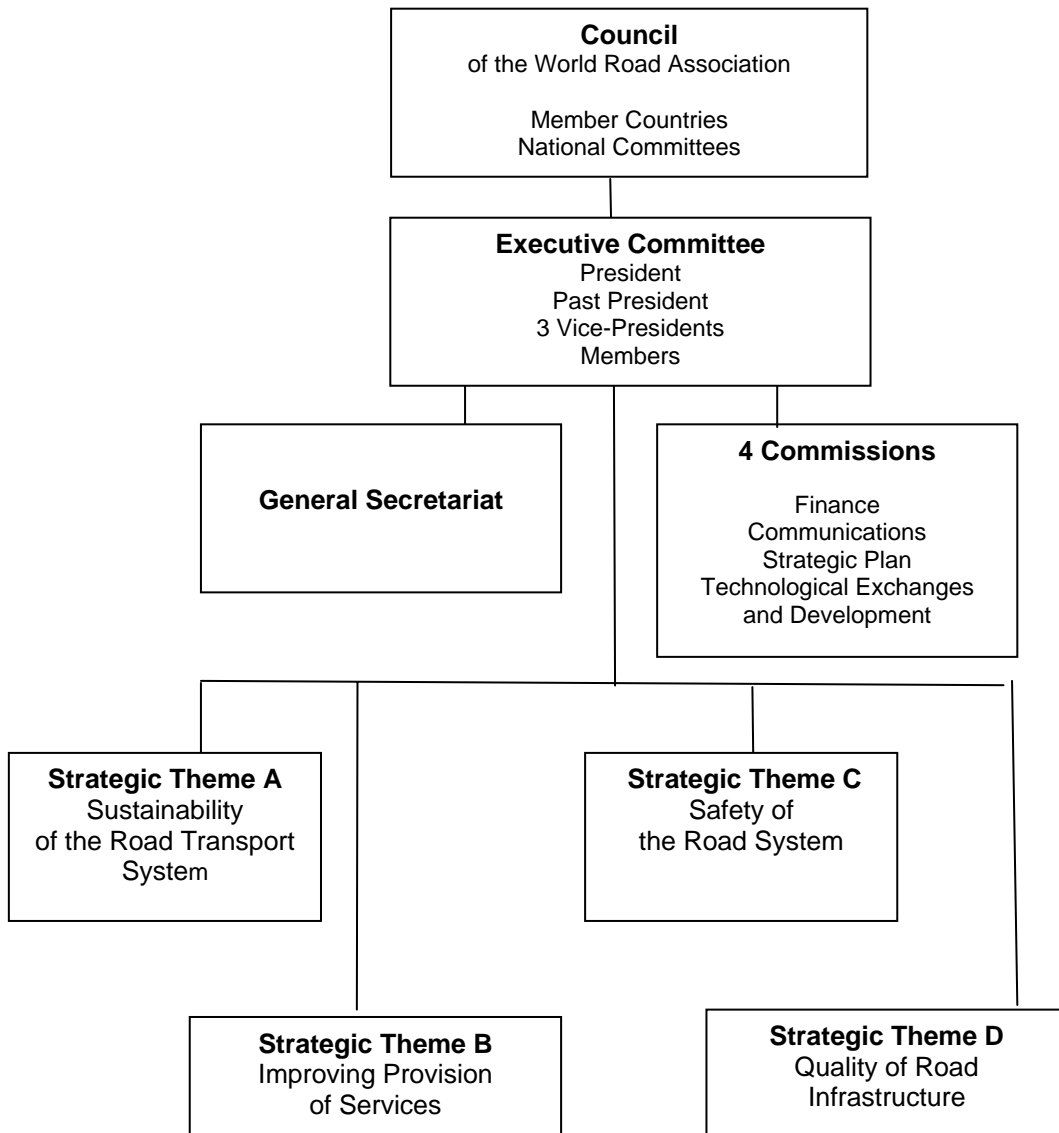 Council
of the World Road Association
Member Countries
National Committees
Executive Committee
President
Past President
3 Vice-Presidents
Members
General Secretariat
4 Commissions
Finance
Communications
Strategic Plan
Technological Exchanges
and Development
Strategic Theme A
Sustainability
of the Road Transport
System
Strategic Theme C
Safety of
the Road System
Strategic Theme B
Improving Provision
of Services
Strategic Theme D
Quality of Road
Infrastructure